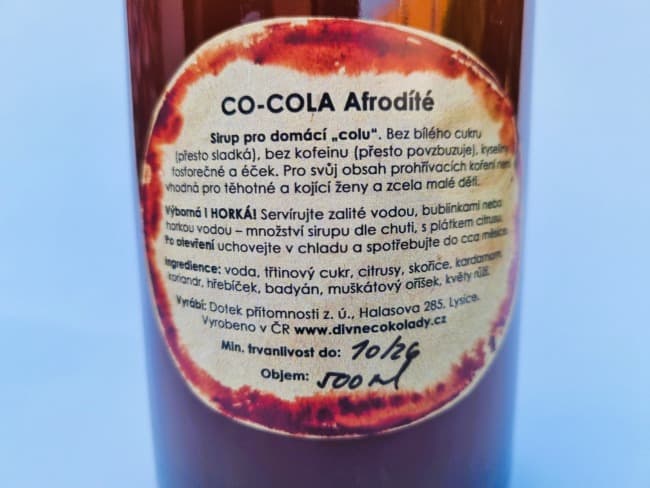 CO-COLA Afrodíté
Sirup pro domácí „colu“. Bez bílého cukru
(přesto sladká), bez kofeinu (přesto povzbuzuje), kyseliny
fosforečné a éček. Pro svůj obsah prohřívacích koření není
vhodná pro těhotné a kojící ženy a zcela malé děti.
Výborná i HORKÁ! Servírujte zalité vodou, bublinkami nebo
horkou vodou – množství sirupu dle chuti, s plátkem citrusu.
Po otevření uchovejte v chladu a spotřebujte do cca měsíce.
Ingredience: voda, třtinový cukr, citrusy, skořice, kardamom,
koriandr, hřebíček, badyán, muškátový oříšek, květy růží.
Vyrábí: Dotek přítomnosti z. ú., Halasova 285. Lysice.
Vyrobeno v ČR www.divnecokolady.cz
Min. trvanlivost do: 10/26
Objem: 500 ml